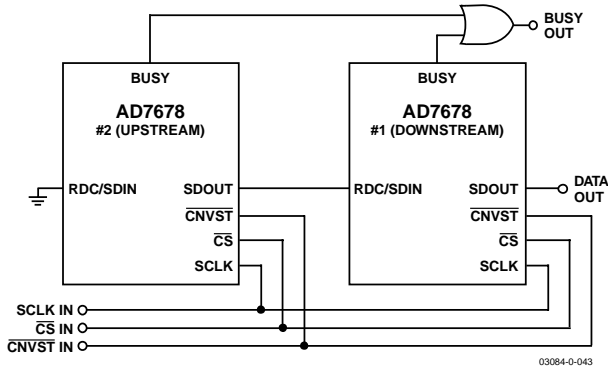 BUSY
OUT
BUSY
BUSY
AD7678
#2 (UPSTREAM)
AD7678
#1 (DOWNSTREAM)
RDC/SDIN
SDOUT
RDC/SDIN
SDOUT
DATA
OUT
CNVST
CNVST
CS
CS
SCLK
SCLK
SCLK IN
CS IN
CNVST IN
03084-0-043